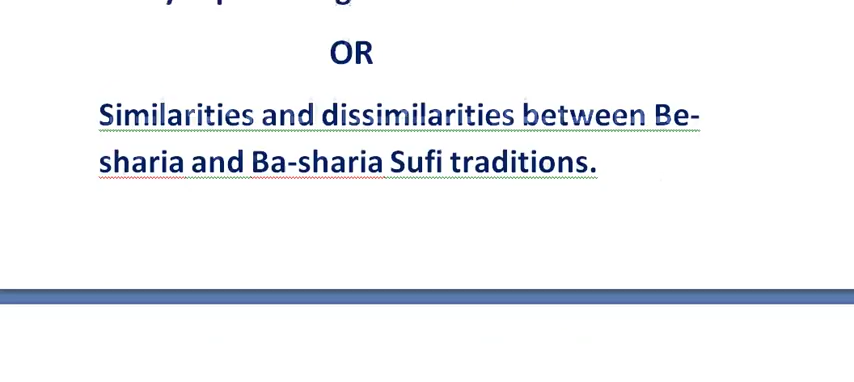 OR
Similarities and dissimilarities between Be-
sharia and Ba-sharia Sufi traditions.